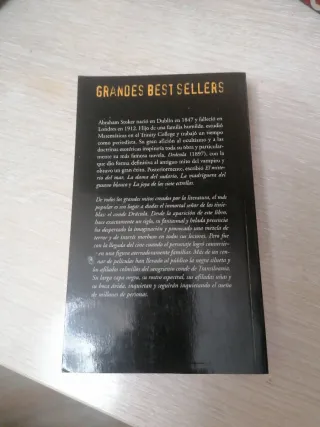 GRANDES BEST SELLERS
Abraham Stoker nació en Dublín en 1847 y falleció en
Londres en 1912. Hijo de una familia humilde, estudió
Matemáticas en el Trinity College y trabajó un tiempo
como periodista. Su gran afición al ocultismo y a las
doctrinas esotéricas inspiraría toda su obra y particular-
mente su más famosa novela, Drácula (1897), con la
que dio forma definitiva al antiguo mito del vampiro y
obtuvo un gran éxito. Posteriormente, escribió El miste-
rio del mar, La dama del sudario, La madriguera del
gusano blanco y La joya de las siete estrellas.
De todos los grandes mitos creados por la literatura, el más
popular es sin lugar a dudas el inmortal señor de las tinie-
blas: el conde Drácula. Desde la aparición de este libro,
hace exactamente un siglo, su fantasmal y helada presencia
ha despertado la imaginación y provocado una mezcla de
terror y de interés morboso en todos sus lectores. Pero fue
con la llegada del cine cuando el personaje logró convertir-
en una figura aterradoramente familiar. Más de un cen-
nar de películas han llevado al público la negra silueta y
los afilados colmillos del sangriento conde de Transilvania.
Su larga capa negra, su rostro espectral, sus afiladas uñas y
su boca ávida, inquietan y seguirán inquietando el sueño
de millones de personas.